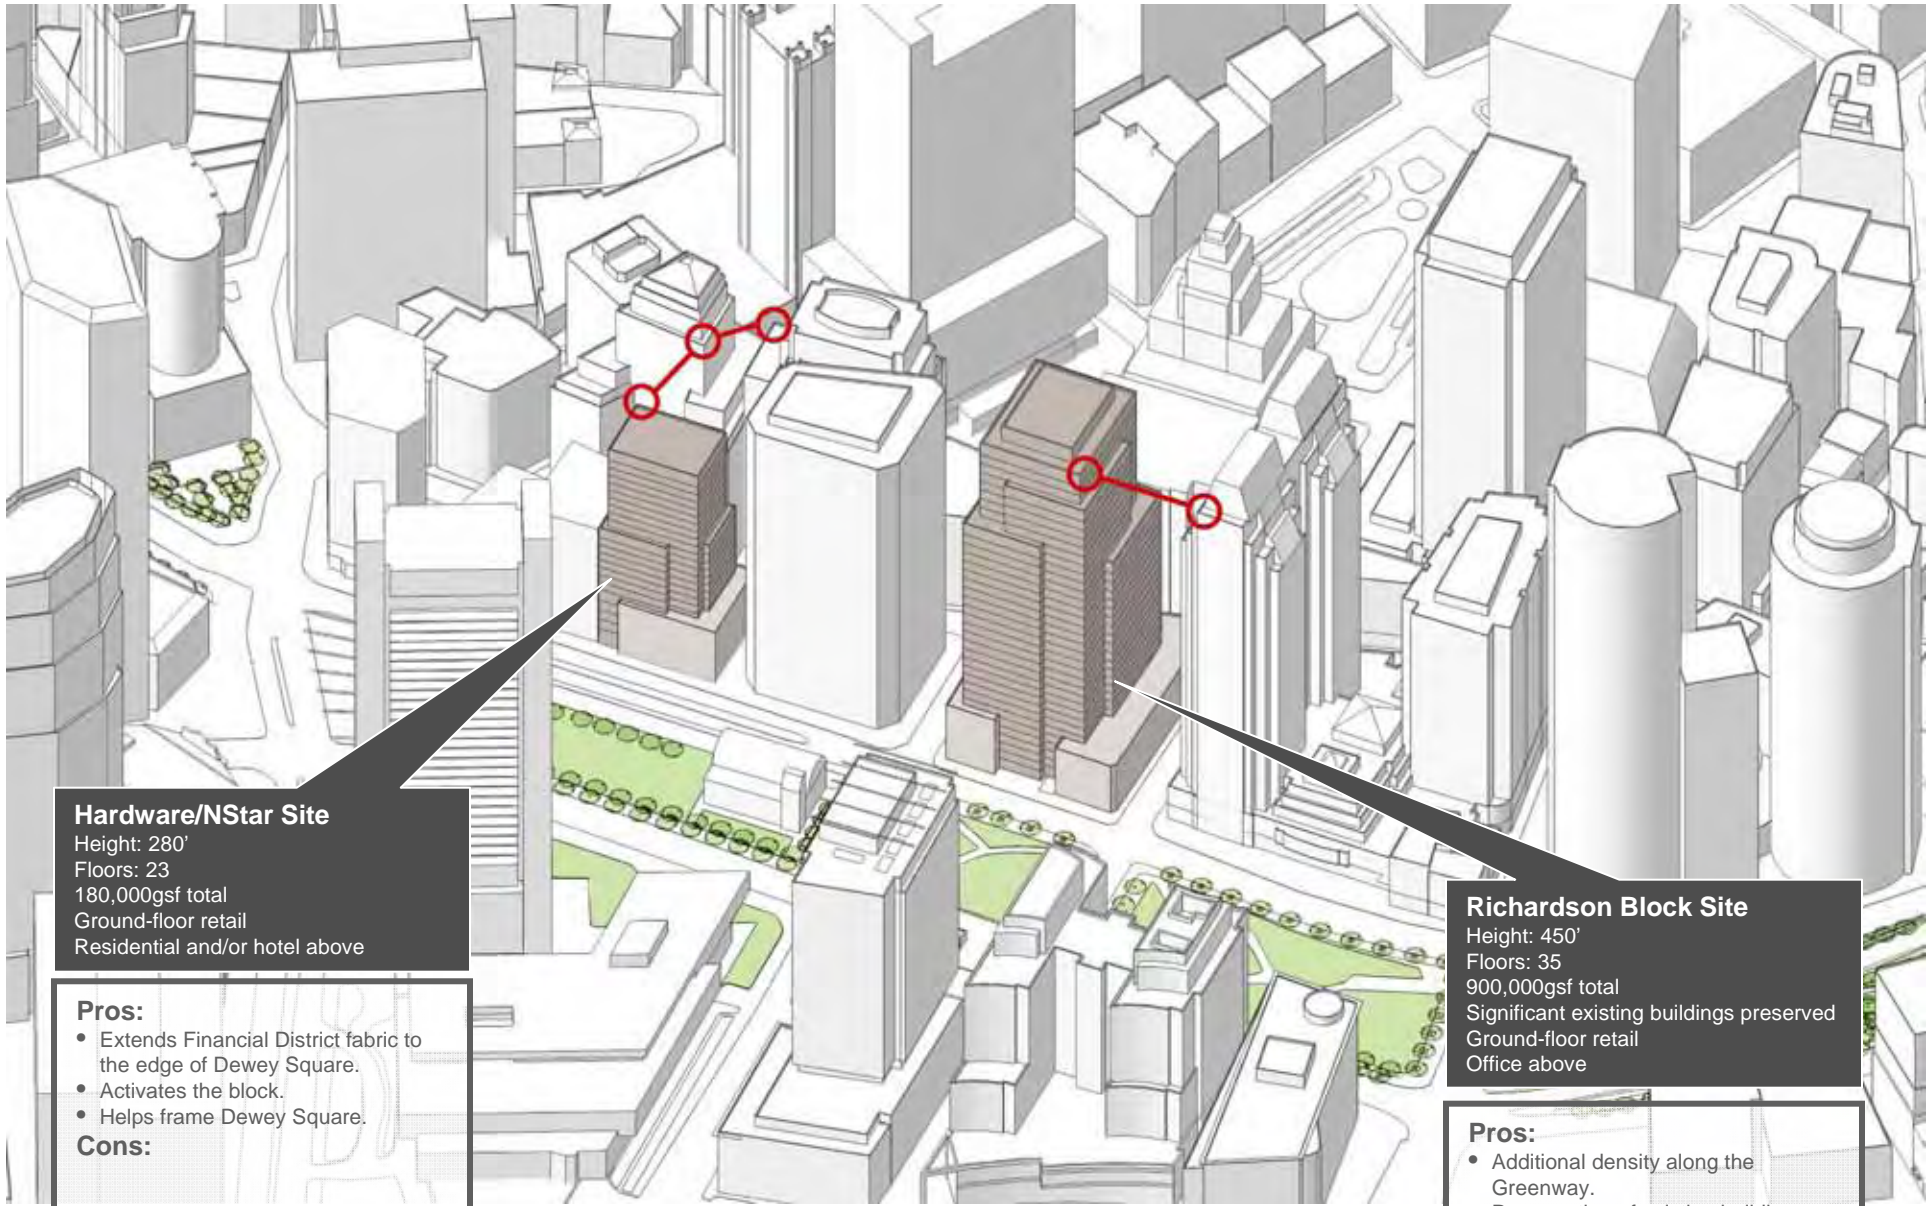 Hardware/NStar Site
Height: 280’
Floors: 23
180,000gsf total
Ground-floor retail
Residential and/or hotel above
Pros:
• Extends Financial District fabric to
the edge of Dewey Square.
• Activates the block.
• Helps frame Dewey Square.
Cons:
Richardson Block Site
Height: 450’
Floors: 35
900,000gsf total
Significant existing buildings preserved
Ground-floor retail
Office above
Pros:
• Additional density along the
Greenway.